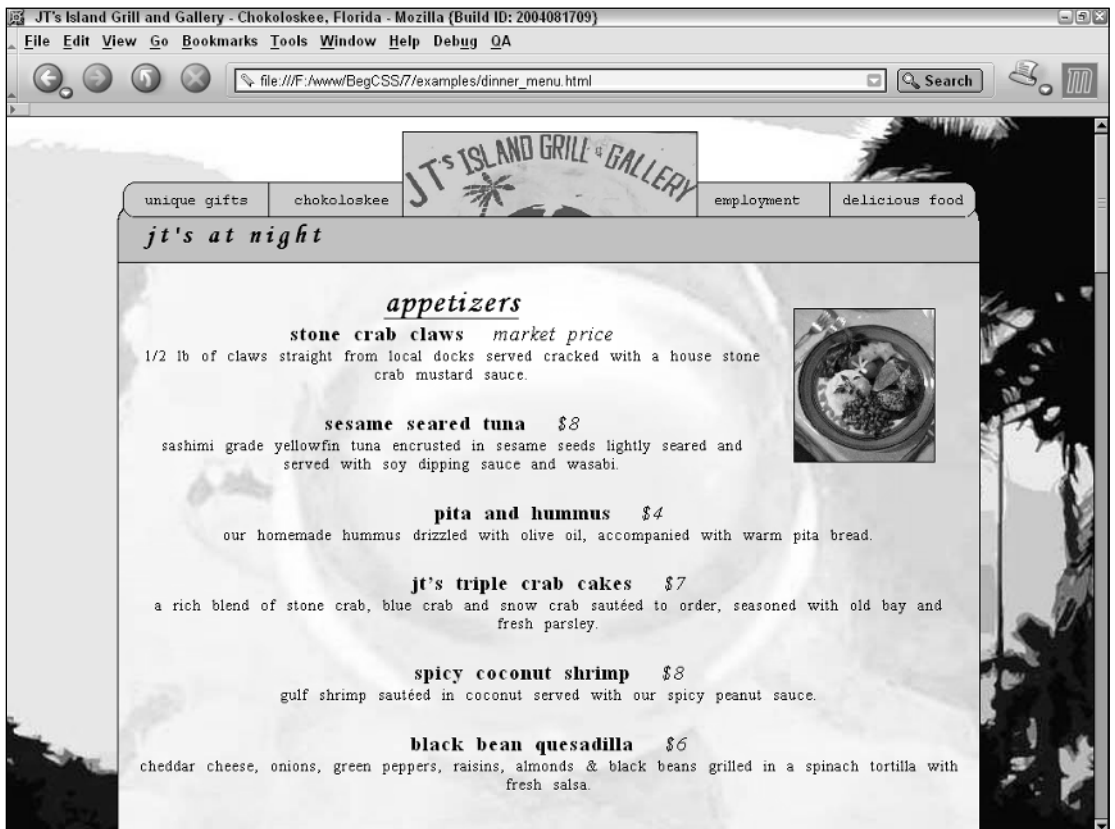 JT's Island Grill and Gallery - Chokoloskee, Florida - Mozilla {Build ID: 2004081709}
File Edit View Go Bookmarks Tools Window Help Debug QA
file:///F:/www/BegCSS/7/examples/dinner_menu.html Search
JT's ISLAND GRILL & GALLERY
unique gifts chokoloskee employment delicious food
jt's at night
appetizers
stone crab claws market price
1/2 lb of claws straight from local docks served cracked with a house stone
crab mustard sauce.
sesame seared tuna $8
sashimi grade yellowfin tuna encrusted in sesame seeds lightly seared and
served with soy dipping sauce and wasabi.
pita and hummus $4
our homemade hummus drizzled with olive oil, accompanied with warm pita bread.
jt's triple crab cakes $7
a rich blend of stone crab, blue crab and snow crab sautéed to order, seasoned with old bay and
fresh parsley.
spicy coconut shrimp $8
gulf shrimp sautéed in coconut served with our spicy peanut sauce.
black bean quesadilla $6
cheddar cheese, onions, green peppers, raisins, almonds & black beans grilled in a spinach tortilla with
fresh salsa.